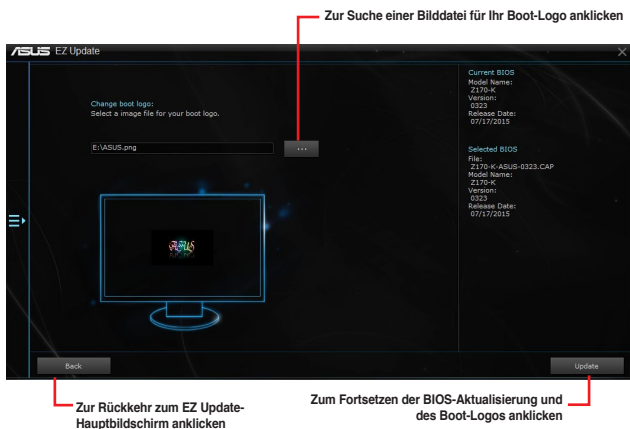 Zur Suche einer Bilddatei für Ihr Boot-Logo anklicken
ASUS EZ Update
Change boot logo:
Select a image file for your boot logo.
E:\ASUS.png
...
Current BIOS
Model Name:
Z170-K
Version:
0323
Release Date:
07/17/2015
Selected BIOS
File:
Z170-K-ASUS-0323.CAP
Model Name:
Z170-K
Version:
0323
Release Date:
07/17/2015
ASUS
Back
Update
Zur Rückkehr zum EZ Update-
Hauptbildschirm anklicken
Zum Fortsetzen der BIOS-Aktualisierung und
des Boot-Logos anklicken